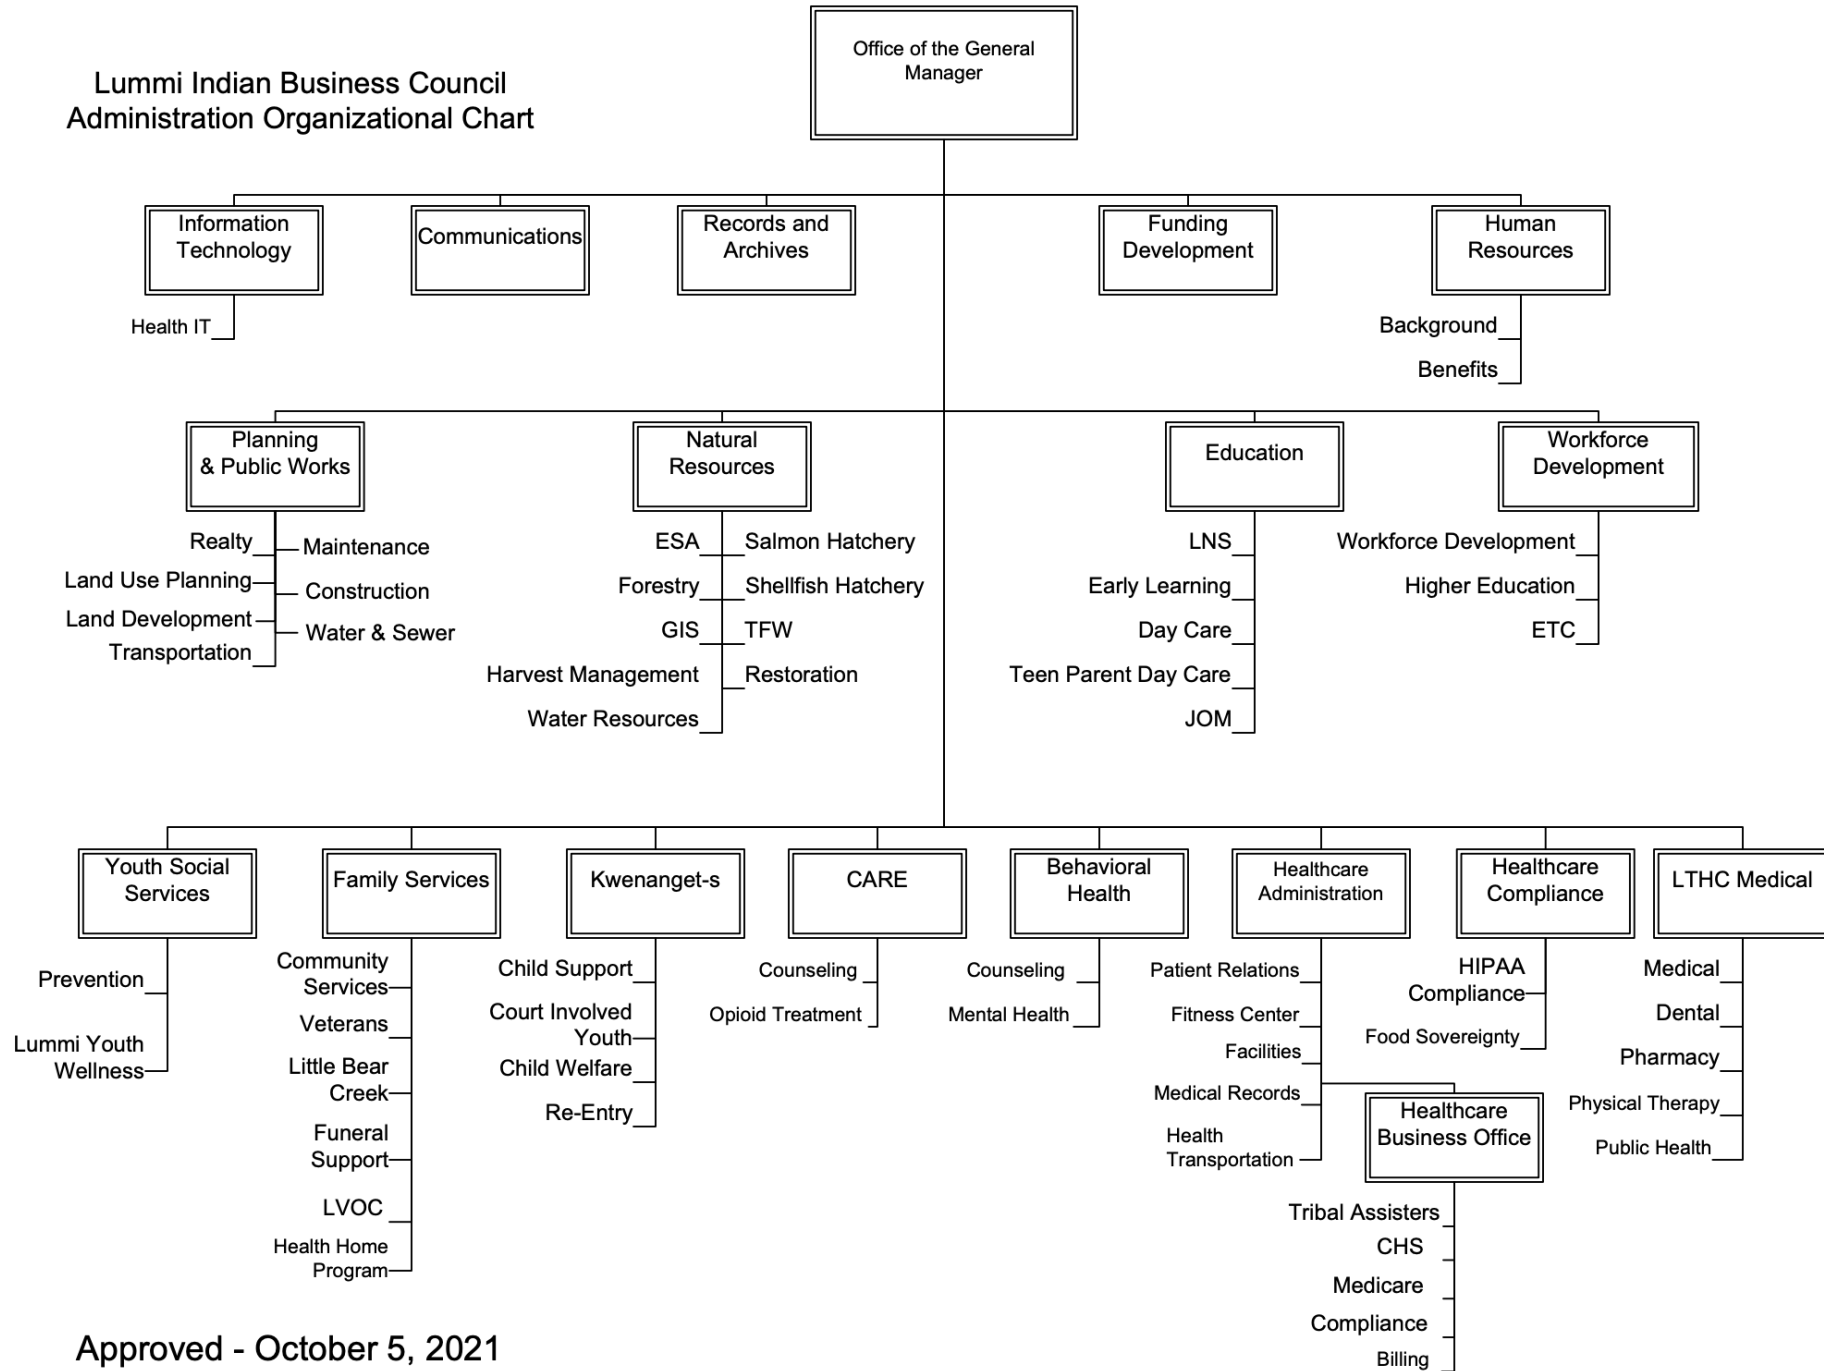 Lummi Indian Business Council
Administration Organizational Chart
Office of the General
Manager
Information
Technology
Communications
Records and
Archives
Funding
Development
Human
Resources
Health IT
Background
Benefits
Planning
& Public Works
Natural
Resources
Education
Workforce
Development
Realty
Land Use Planning
Land Development
Transportation
Maintenance
Construction
Water & Sewer
ESA
Forestry
GIS
Harvest Management
Water Resources
Salmon Hatchery
Shellfish Hatchery
TFW
Restoration
LNS
Early Learning
Day Care
Teen Parent Day Care
JOM
Workforce Development
Higher Education
ETC
Youth Social
Services
Family Services
Kwenanget-s
CARE
Behavioral
Health
Healthcare
Administration
Healthcare
Compliance
LTHC Medical
Prevention
Lummi Youth
Wellness
Community
Services
Veterans
Little Bear
Creek
Funeral
Support
LVOC
Health Home
Program
Child Support
Court Involved
Youth
Child Welfare
Re-Entry
Counseling
Opioid Treatment
Counseling
Mental Health
Patient Relations
Fitness Center
Facilities
Medical Records
Health
Transportation
HIPAA
Compliance
Food Sovereignty
Healthcare
Business Office
Tribal Assisters
CHS
Medicare
Compliance
Billing
Medical
Dental
Pharmacy
Physical Therapy
Public Health
Approved - October 5, 2021